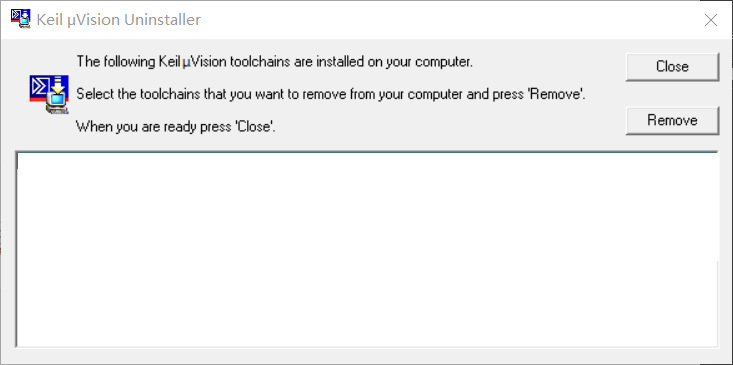 Keil µVision Uninstaller
The following Keil µVision toolchains are installed on your computer.
Close
Select the toolchains that you want to remove from your computer and press 'Remove'.
Remove
When you are ready press 'Close'.